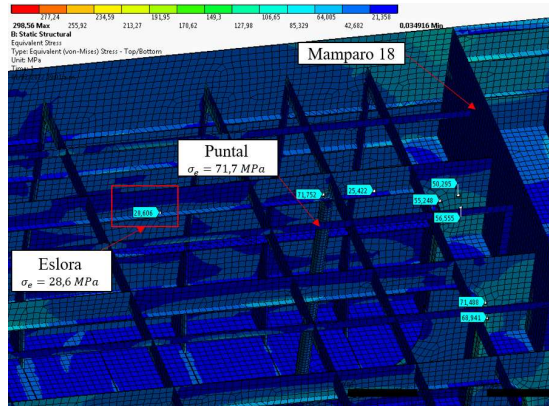 277,24 234,59 191,95 149,3 106,65 64,005 21,358
298,56 Max 255,92 213,27 170,62 127,98 85,329 42,682 0,034916 Min
B: Static Structural
Equivalent Stress
Type: Equivalent (von-Mises) Stress - Top/Bottom
Unit: MPa
Mamparo 18
Puntal
σₑ = 71,7 MPa
71,752
25,422
50,295
55,248
56,555
28,606
Eslora
σₑ = 28,6 MPa
71,488